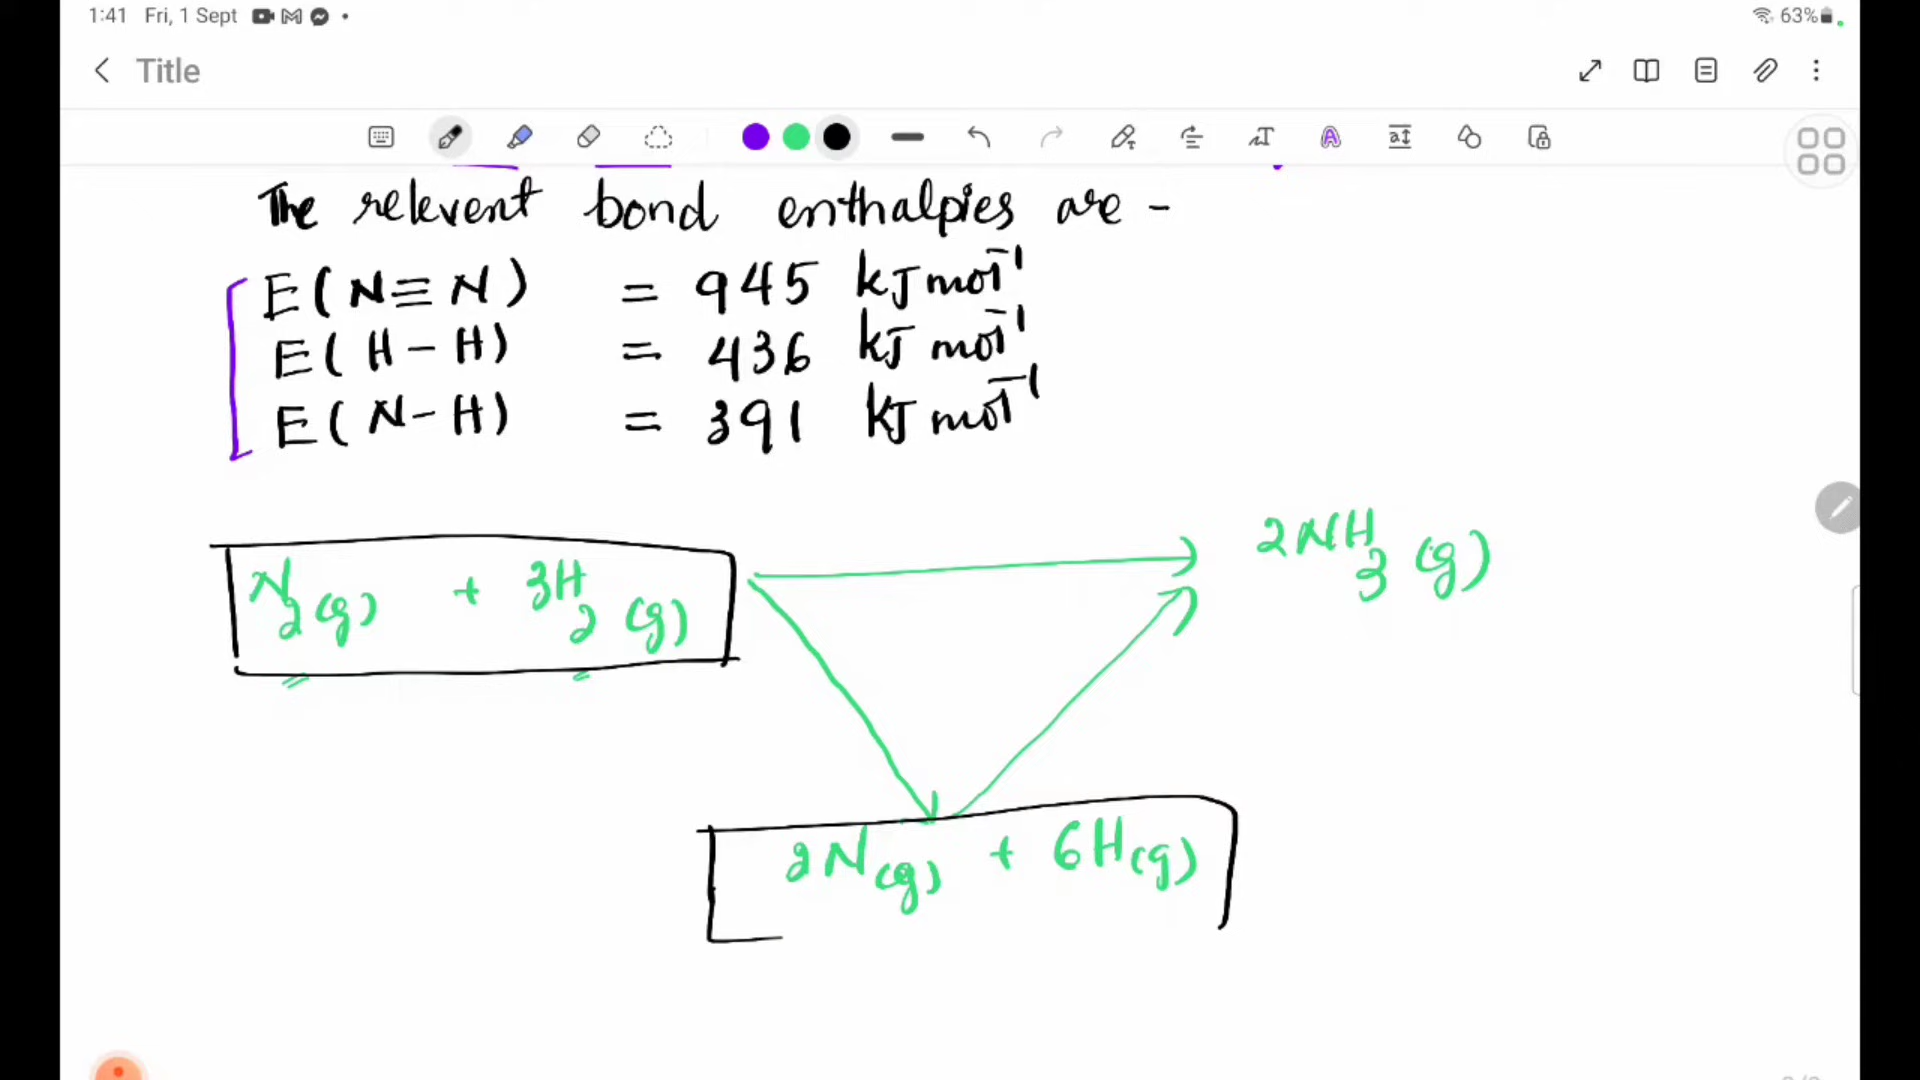 1:41 Fri, 1 Sept 63%
Title
The relevent bond enthalpies are -
E(N≡N) = 945 kJ mol⁻¹
E(H-H) = 436 kJ mol⁻¹
E(N-H) = 391 kJ mol⁻¹
N₂(g) + 3H₂(g) 2NH₃(g)
2N(g) + 6H(g)